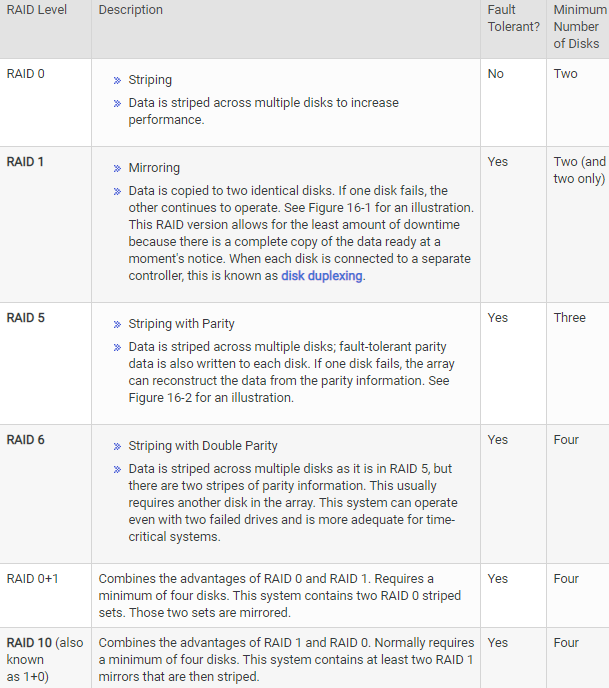 RAID Level Description Fault Tolerant? Minimum Number of Disks
RAID 0
» Striping
» Data is striped across multiple disks to increase
performance.
No
Two
RAID 1
» Mirroring
» Data is copied to two identical disks. If one disk fails, the
other continues to operate. See Figure 16-1 for an illustration.
This RAID version allows for the least amount of downtime
because there is a complete copy of the data ready at a
moment's notice. When each disk is connected to a separate
controller, this is known as disk duplexing.
Yes
Two (and
two only)
RAID 5
» Striping with Parity
» Data is striped across multiple disks; fault-tolerant parity
data is also written to each disk. If one disk fails, the array
can reconstruct the data from the parity information. See
Figure 16-2 for an illustration.
Yes
Three
RAID 6
» Striping with Double Parity
» Data is striped across multiple disks as it is in RAID 5, but
there are two stripes of parity information. This usually
requires another disk in the array. This system can operate
even with two failed drives and is more adequate for time-
critical systems.
Yes
Four
RAID 0+1
Combines the advantages of RAID 0 and RAID 1. Requires a
minimum of four disks. This system contains two RAID 0 striped
sets. Those two sets are mirrored.
Yes
Four
RAID 10 (also
known
as 1+0)
Combines the advantages of RAID 1 and RAID 0. Normally requires
a minimum of four disks. This system contains at least two RAID 1
mirrors that are then striped.
Yes
Four